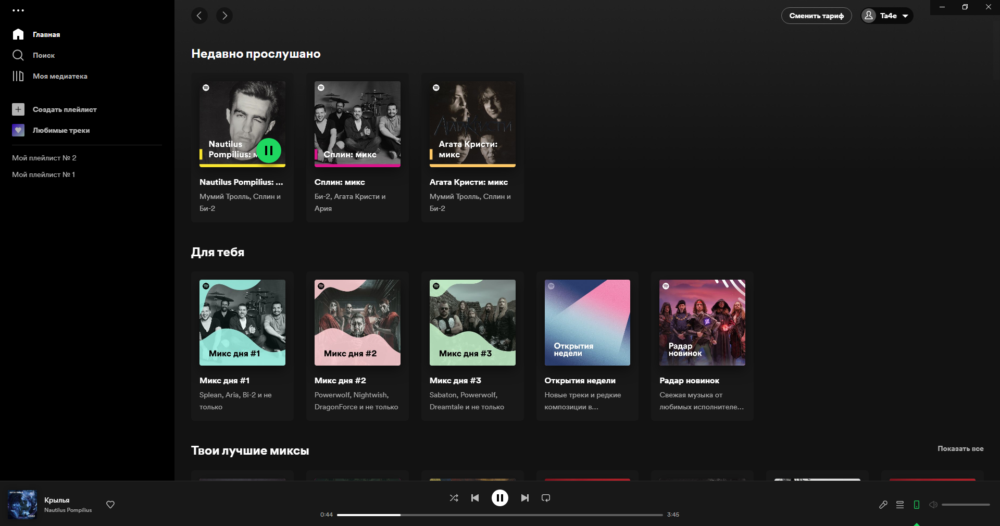 Сменить тариф
Ta4e
Главная
Поиск
Моя медиатека
Создать плейлист
Любимые треки
Мой плейлист № 2
Мой плейлист № 1
Недавно прослушано
Nautilus
Pompilius: м
Nautilus Pompilius: ...
Мумий Тролль, Сплин и
Би-2
Сплин: микс
Сплин: микс
Би-2, Агата Кристи и
Ария
Агата Кристи
Агата Кристи:
микс
Агата Кристи: микс
Мумий Тролль, Сплин и
Би-2
Для тебя
Микс дня #1
Микс дня #1
Splean, Aria, Bi-2 и не
только
Микс дня #2
Микс дня #2
Powerwolf, Nightwish,
DragonForce и не только
Микс дня #3
Микс дня #3
Sabaton, Powerwolf,
Dreamtale и не только
Открытия
недели
Открытия недели
Новые треки и редкие
композиции в...
Радар
новинок
Радар новинок
Свежая музыка от
любимых исполнителе...
Твои лучшие миксы
Показать все
Крылья
Nautilus Pompilius
0:44
3:45